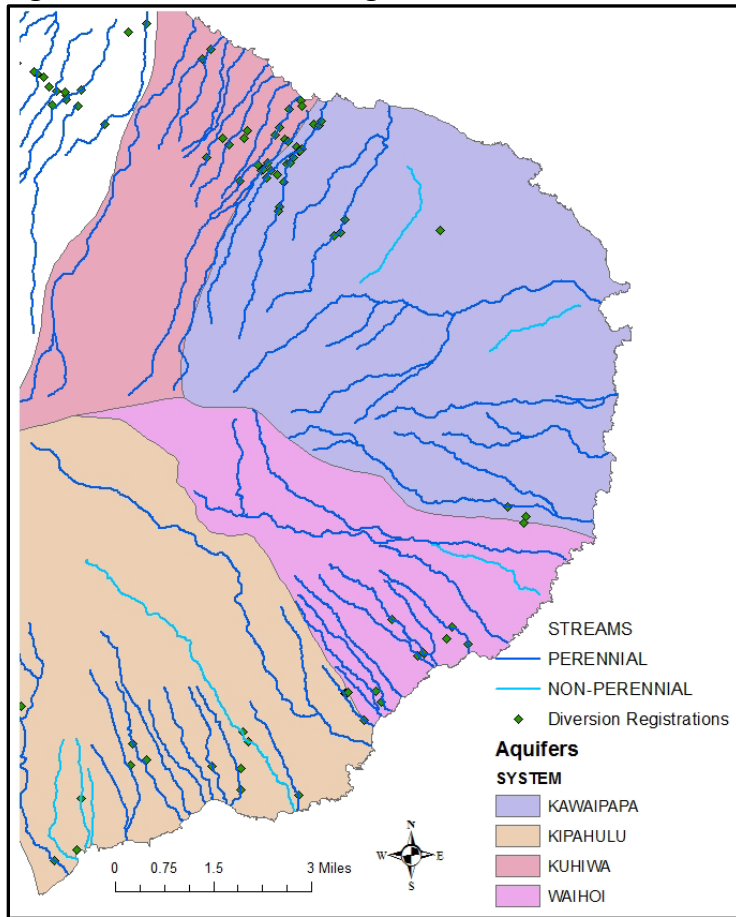 STREAMS
PERENNIAL
NON-PERENNIAL
Diversion Registrations
Aquifers
SYSTEM
KAWAIPAPA
KIPAHULU
KUHIWA
WAIHOI
N
W E
S
0 0.75 1.5 3 Miles